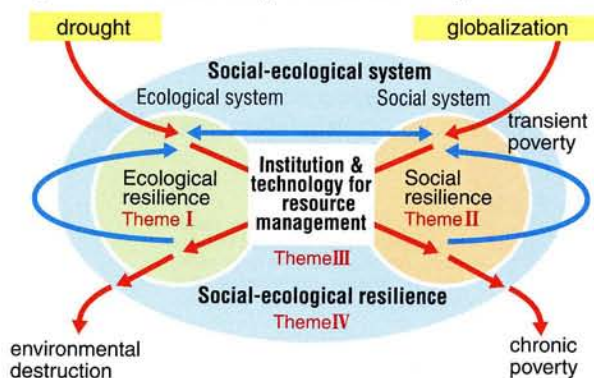 drought
globalization
Social-ecological system
Ecological system
Social system
transient
poverty
Institution &
technology for
resource
management
Ecological
resilience
Theme I
Social
resilience
Theme II
Theme III
Social-ecological resilience
Theme IV
environmental
destruction
chronic
poverty